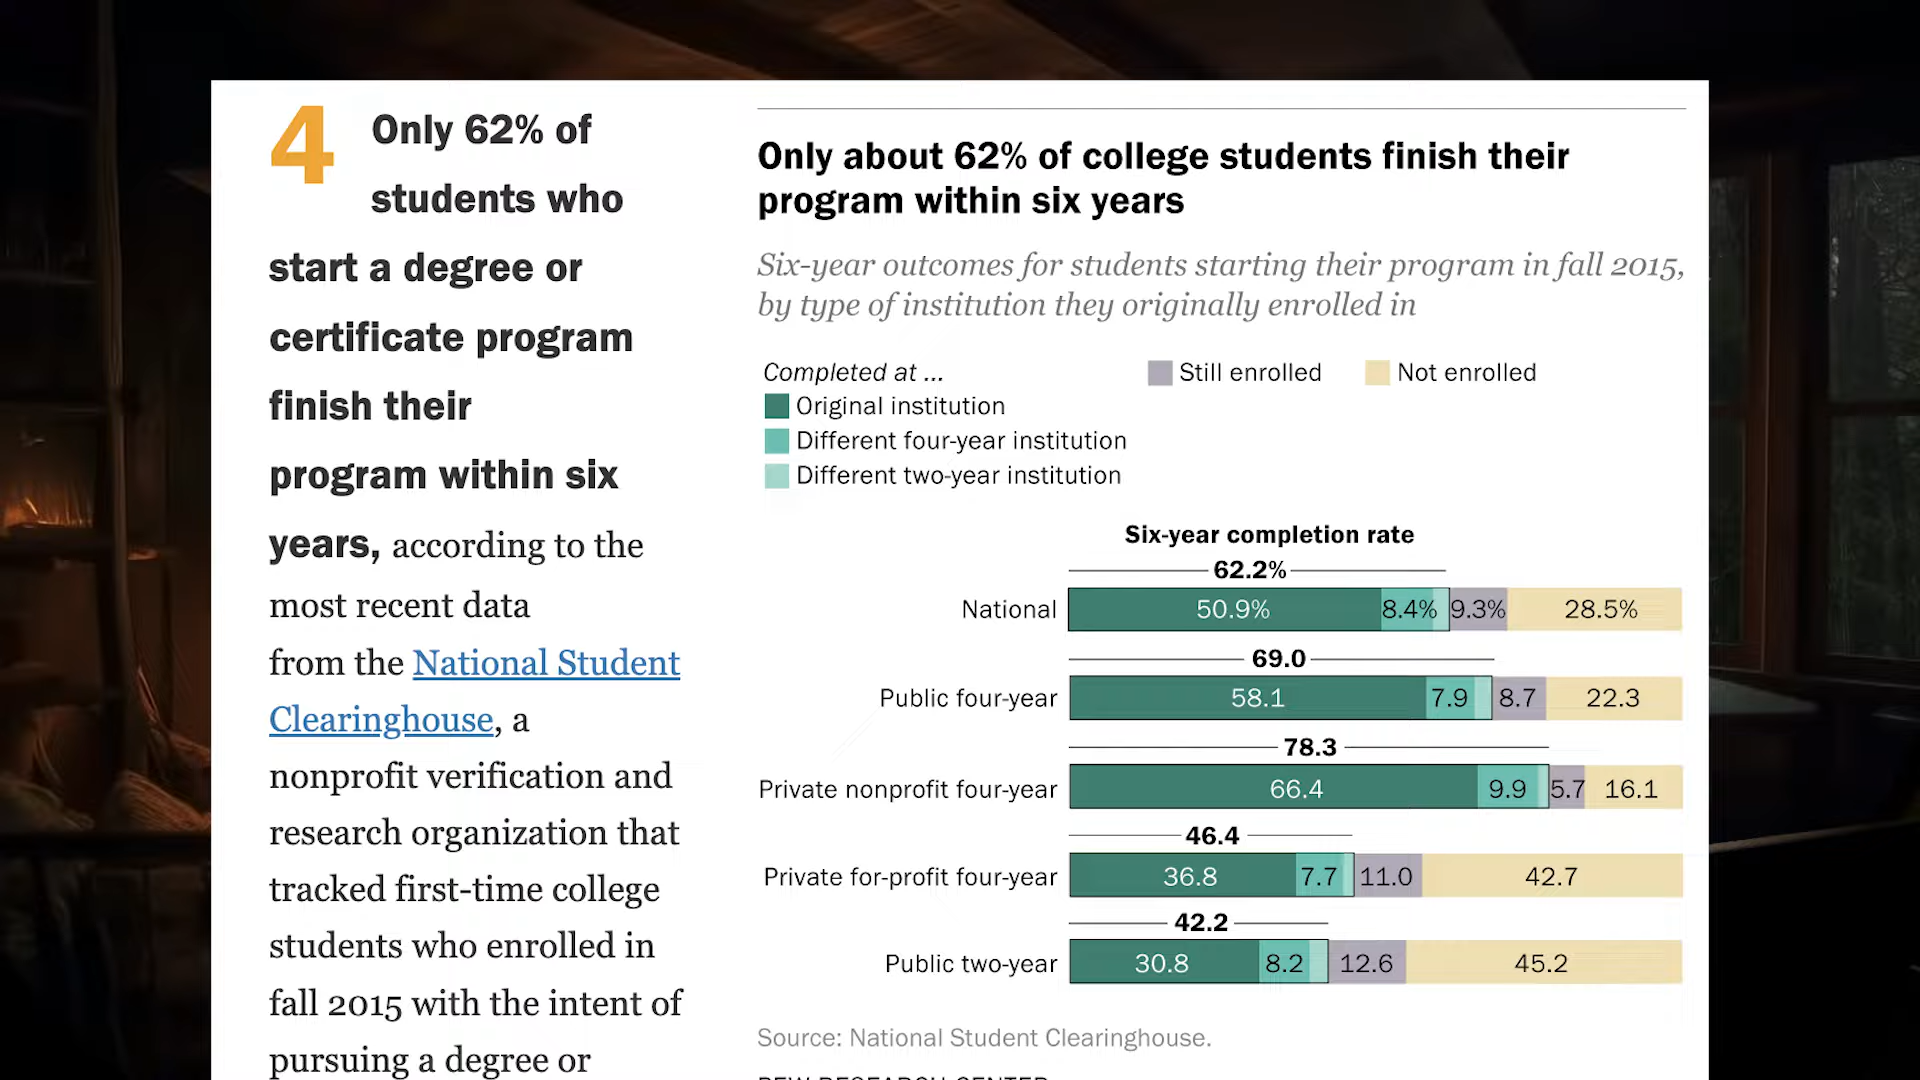 4 Only 62% of
students who
start a degree or
certificate program
finish their
program within six
years, according to the
most recent data
from the National Student
Clearinghouse, a
nonprofit verification and
research organization that
tracked first-time college
students who enrolled in
fall 2015 with the intent of
pursuing a degree or
Only about 62% of college students finish their
program within six years
Six-year outcomes for students starting their program in fall 2015,
by type of institution they originally enrolled in
Completed at ...
Original institution
Different four-year institution
Different two-year institution
Still enrolled
Not enrolled
Six-year completion rate
62.2%
National 50.9% 8.4% 9.3% 28.5%
69.0
Public four-year 58.1 7.9 8.7 22.3
78.3
Private nonprofit four-year 66.4 9.9 5.7 16.1
46.4
Private for-profit four-year 36.8 7.7 11.0 42.7
42.2
Public two-year 30.8 8.2 12.6 45.2
Source: National Student Clearinghouse.
PEW RESEARCH CENTER